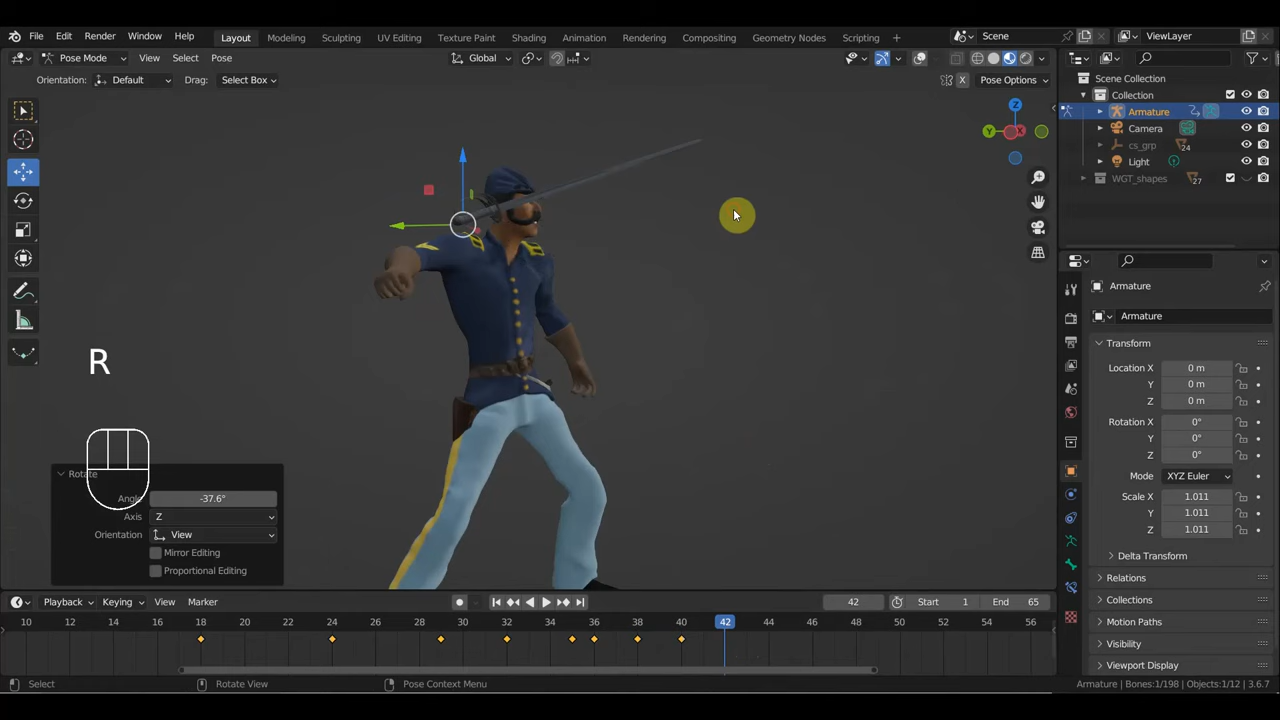 File Edit Render Window Help Layout Modeling Sculpting UV Editing Texture Paint Shading Animation Rendering Compositing Geometry Nodes Scripting + Scene ViewLayer
Pose Mode View Select Pose Global
Orientation: Default Drag: Select Box X Pose Options
Scene Collection
Collection
Armature
Camera
cs_grp 24
Light
WGT_shapes 27
Z
Y
X
R
Rotate
Angle -37.6°
Axis Z
Orientation View
Mirror Editing
Proportional Editing
Armature
Armature
Transform
Location X 0 m
Y 0 m
Z 0 m
Rotation X 0°
Y 0°
Z 0°
Mode XYZ Euler
Scale X 1.011
Y 1.011
Z 1.011
Delta Transform
Relations
Collections
Motion Paths
Visibility
Viewport Display
Playback Keying View Marker 42 Start 1 End 65
10 12 14 16 18 20 22 24 26 28 30 32 34 36 38 40 42 44 46 48 50 52 54 56
Select Rotate View Pose Context Menu Armature | Bones:1/198 | Objects:1/12 | 3.6.7